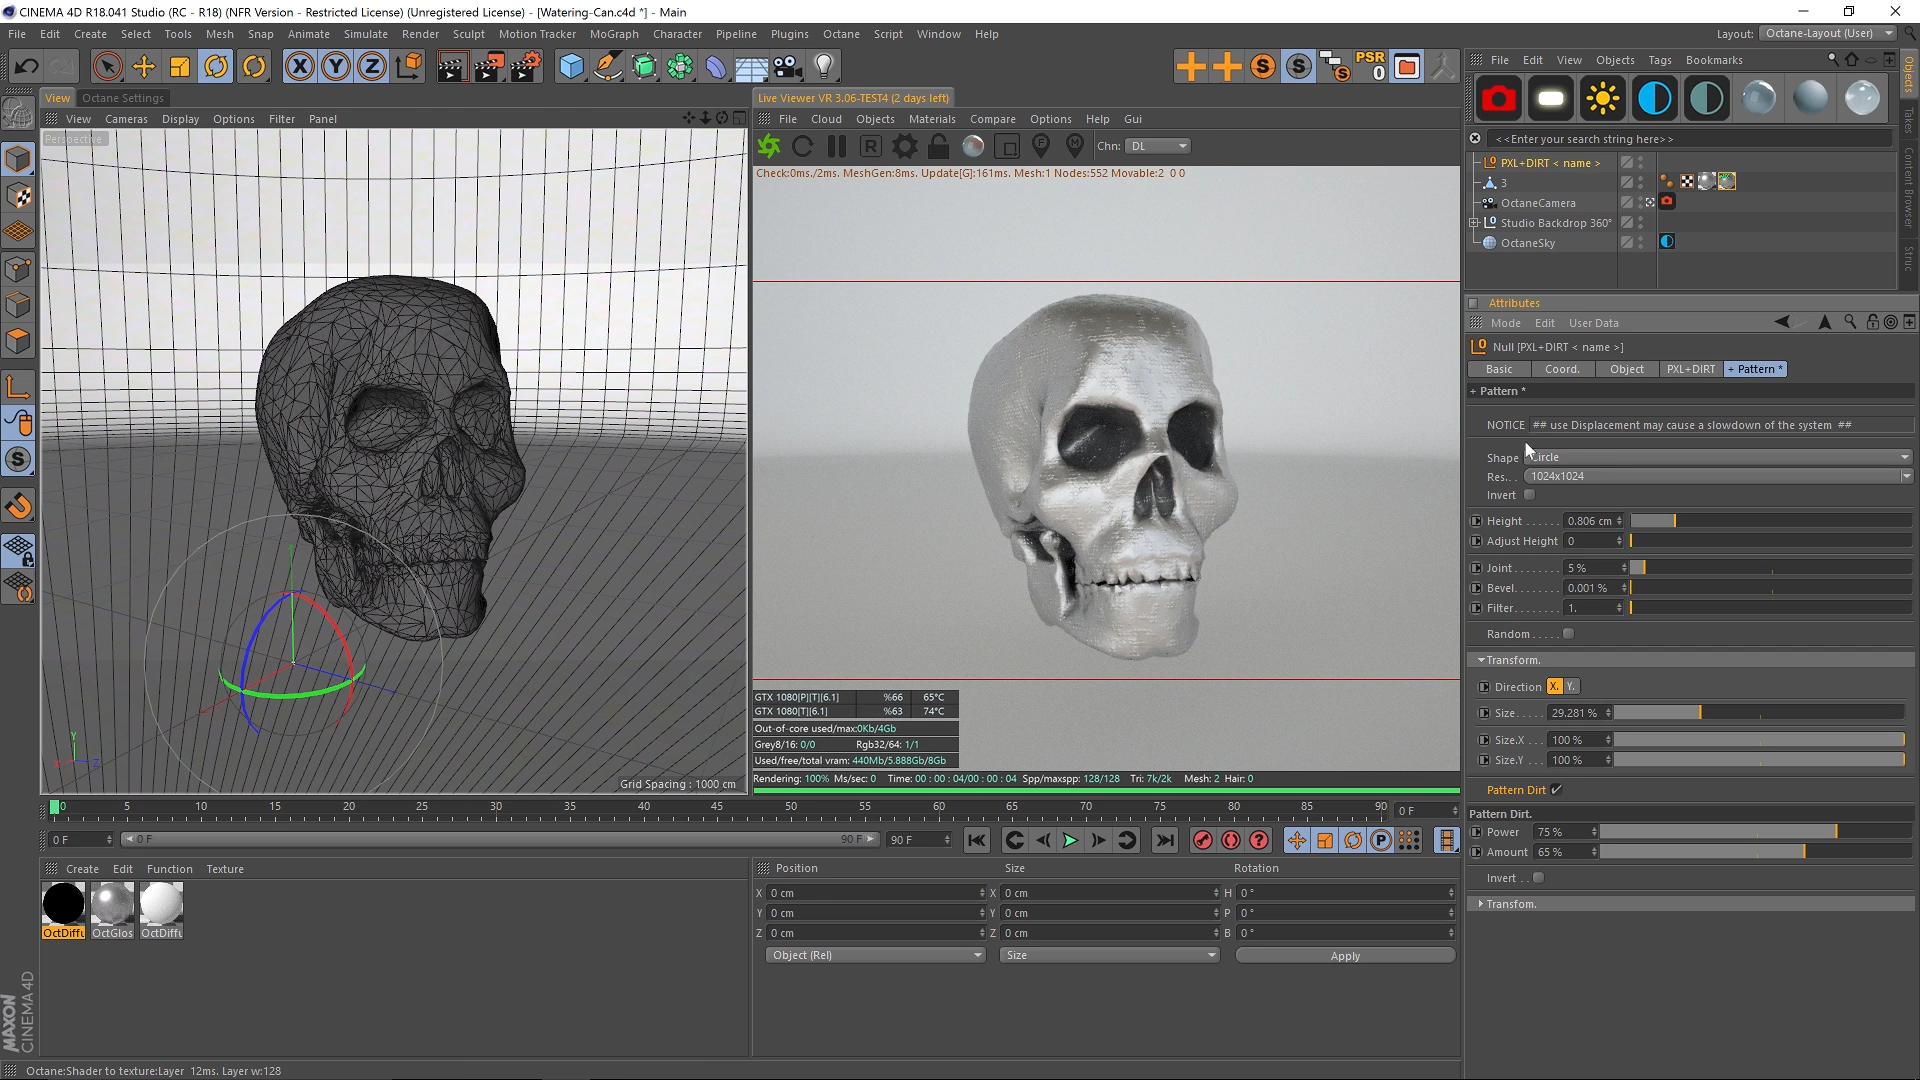 CINEMA 4D R18.041 Studio (RC - R18) (NFR Version - Restricted License) (Unregistered License) - [Watering-Can.c4d *] - Main
File Edit Create Select Tools Mesh Snap Animate Simulate Render Sculpt Motion Tracker MoGraph Character Pipeline Plugins Octane Script Window Help
Layout: Octane-Layout (User)
PSR
0
View Octane Settings
View Cameras Display Options Filter Panel
Perspective
Grid Spacing : 1000 cm
Live Viewer VR 3.06-TEST4 (2 days left)
File Cloud Objects Materials Compare Options Help Gui
Chn: DL
Check:0ms./2ms. MeshGen:8ms. Update[G]:161ms. Mesh:1 Nodes:552 Movable:2 0 0
GTX 1080[P][T][6.1] %66 65°C
GTX 1080[T][6.1] %63 74°C
Out-of-core used/max:0Kb/4Gb
Grey8/16: 0/0 Rgb32/64: 1/1
Used/free/total vram: 440Mb/5.888Gb/8Gb
Rendering: 100% Ms/sec: 0 Time: 00 : 00 : 04/00 : 00 : 04 Spp/maxspp: 128/128 Tri: 7k/2k Mesh: 2 Hair: 0
File Edit View Objects Tags Bookmarks
<<Enter your search string here>>
PXL+DIRT < name >
3
OctaneCamera
Studio Backdrop 360°
OctaneSky
Objects
Takes
Content Browser
Struc
Attributes
Mode Edit User Data
Null [PXL+DIRT < name >]
Basic Coord. Object PXL+DIRT + Pattern *
+ Pattern *
NOTICE ## use Displacement may cause a slowdown of the system ##
Shape Circle
Res... 1024x1024
Invert
Height ...... 0.806 cm
Adjust Height 0
Joint........ 5 %
Bevel........ 0.001 %
Filter....... 1.
Random .....
Transform.
Direction X. Y.
Size..... 29.281 %
Size.X ... 100 %
Size.Y ... 100 %
Pattern Dirt
Pattern Dirt.
Power 75 %
Amount 65 %
Invert ..
Transfom.
0 5 10 15 20 25 30 35 40 45 50 55 60 65 70 75 80 85 90 0 F
0 F 0 F 90 F 90 F
Create Edit Function Texture
OctDiffu OctGlos OctDiffu
Position Size Rotation
X 0 cm X 0 cm H 0 °
Y 0 cm Y 0 cm P 0 °
Z 0 cm Z 0 cm B 0 °
Object (Rel) Size Apply
MAXON
CINEMA 4D
Octane:Shader to texture:Layer 12ms. Layer w:128